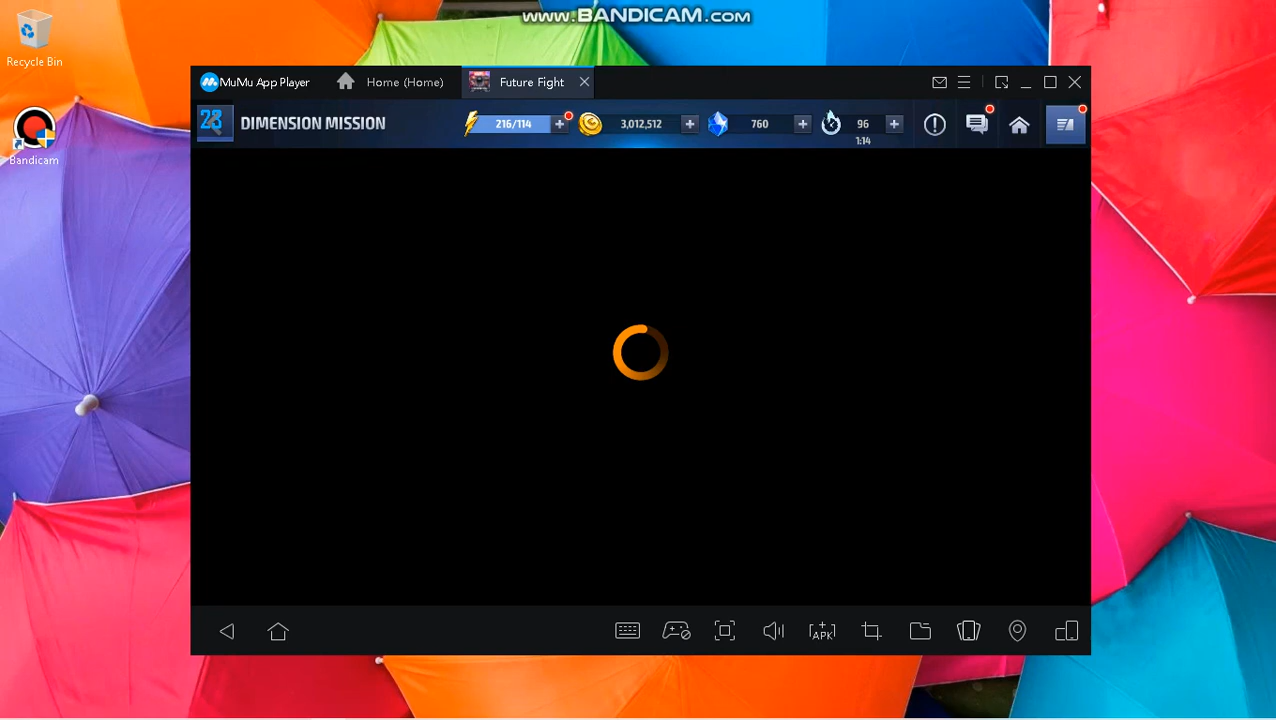 www.BANDICAM.com
Recycle Bin
Bandicam
MuMu App Player
Home (Home)
Future Fight
28
DIMENSION MISSION
216/114
3,012,512
760
96
1:14
APK